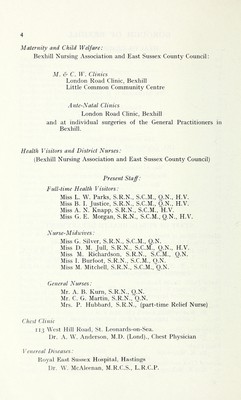 4
Maternity and Child Welfare:
Bexhill Nursing Association and East Sussex County Council:
M. & C. W. Clinics
London Road Clinic, Bexhill
Little Common Community Centre
Ante-Natal Clinics
London Road Clinic, Bexhill
and at individual surgeries of the General Practitioners in
Bexhill.
Health Visitors and District Nurses:
(Bexhill Nursing Association and East Sussex County Council)
Present Staff:
Full-time Health Visitors:
Miss L. W. Parks, S.R.N., S.C.M., Q.N., H.V.
Miss B. I. Justice, S.R.N., S.C.M., Q.N., H.V.
Miss A. N. Knapp, S.R.N., S.C.M., H.V.
Miss G. E. Morgan, S.R.N., S.C.M., Q.N., H.V.
Nurse-Midwives:
Miss G. Silver, S.R.N., S.C.M., Q.N.
Miss D. M. Jull, S.R.N., S.C.M., Q.N., H.V.
Miss M. Richardson, S.R.N., S.C.M., Q.N.
Miss I. Burfoot, S.R.N., S.C.M., Q.N.
Miss M. Mitchell, S.R.N., S.C.M., Q.N.
General Nurses:
Mr. A. B. Kurn, S.R.N., Q.N.
Mr. C. G. Martin, S.R.N., Q.N.
Mrs. P. Hubbard, S.R.N., (part-time Relief Nurse)
Chest Clinic
113 West Hill Road, St. Leonards-on-Sea.
Dr. A. W. Anderson, M.D. (Lond)., Chest Physician
Venereal Diseases:
Royal East Sussex Hospital, Hastings
Dr. W. McAleenan, M.R.C.S., L.R.C.P.